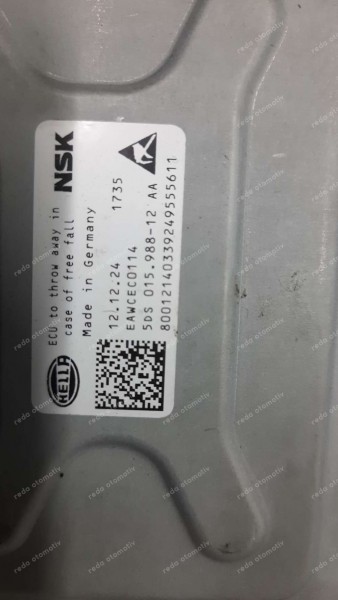 ECU to throw away in
case of free fall
NSK
Made in Germany
12.12.24 1735
EAWCEC0114
5DS 015.988-12 AA
80012140339249555611
HELLA
redo otomotiv